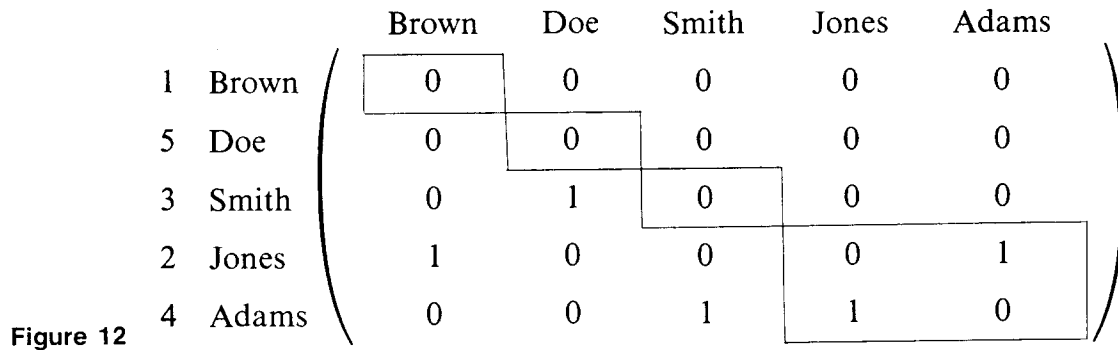 Brown Doe Smith Jones Adams
1 Brown 0 0 0 0 0
5 Doe 0 0 0 0 0
3 Smith 0 1 0 0 0
2 Jones 1 0 0 0 1
4 Adams 0 0 1 1 0
Figure 12